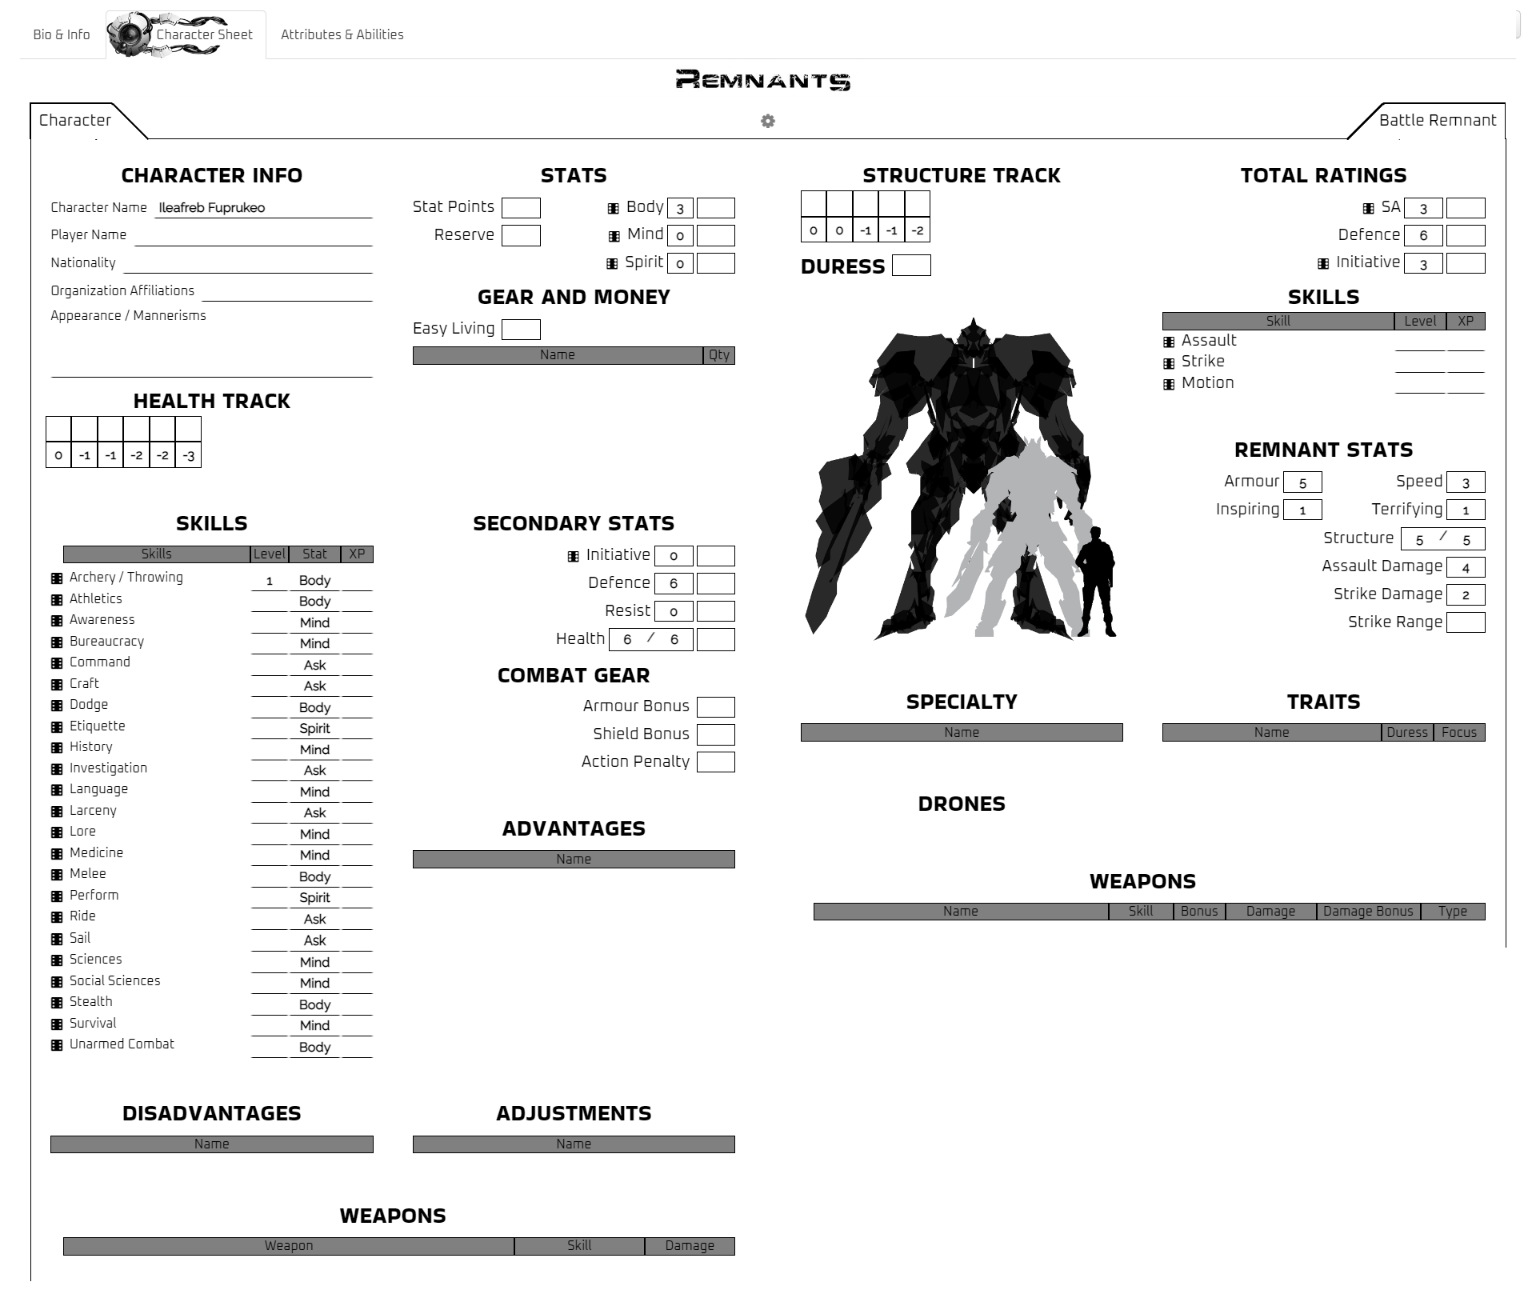 Bio & Info
Character Sheet
Attributes & Abilities
REMNANTS
Character
Battle Remnant
CHARACTER INFO
Character Name Ileafreb Fuprukeo
Player Name
Nationality
Organization Affiliations
Appearance / Mannerisms
HEALTH TRACK
0 -1 -1 -2 -2 -3
STATS
Stat Points
Reserve
Body 3
Mind 0
Spirit 0
GEAR AND MONEY
Easy Living
Name Qty
SKILLS
Skills Level Stat XP
Archery / Throwing 1 Body
Athletics Body
Awareness Mind
Bureaucracy Mind
Command Ask
Craft Ask
Dodge Body
Etiquette Spirit
History Mind
Investigation Ask
Language Mind
Larceny Ask
Lore Mind
Medicine Mind
Melee Body
Perform Spirit
Ride Ask
Sail Ask
Sciences Mind
Social Sciences Mind
Stealth Body
Survival Mind
Unarmed Combat Body
SECONDARY STATS
Initiative 0
Defence 6
Resist 0
Health 6 / 6
COMBAT GEAR
Armour Bonus
Shield Bonus
Action Penalty
ADVANTAGES
Name
DISADVANTAGES
Name
ADJUSTMENTS
Name
WEAPONS
Weapon Skill Damage
STRUCTURE TRACK
0 0 -1 -1 -2
DURESS
TOTAL RATINGS
SA 3
Defence 6
Initiative 3
SKILLS
Skill Level XP
Assault
Strike
Motion
REMNANT STATS
Armour 5 Speed 3
Inspiring 1 Terrifying 1
Structure 5 / 5
Assault Damage 4
Strike Damage 2
Strike Range
SPECIALTY
Name
TRAITS
Name Duress Focus
DRONES
WEAPONS
Name Skill Bonus Damage Damage Bonus Type